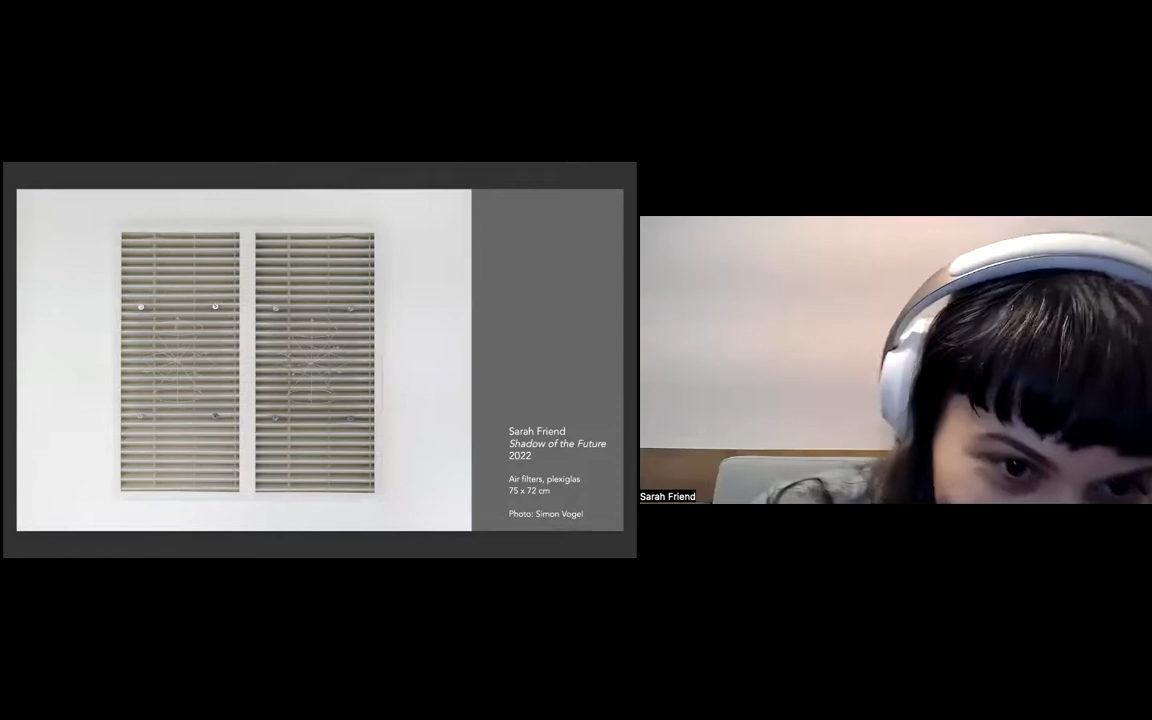 Sarah Friend
Shadow of the Future
2022
Air filters, plexiglas
75 x 72 cm
Photo: Simon Vogel
Sarah Friend